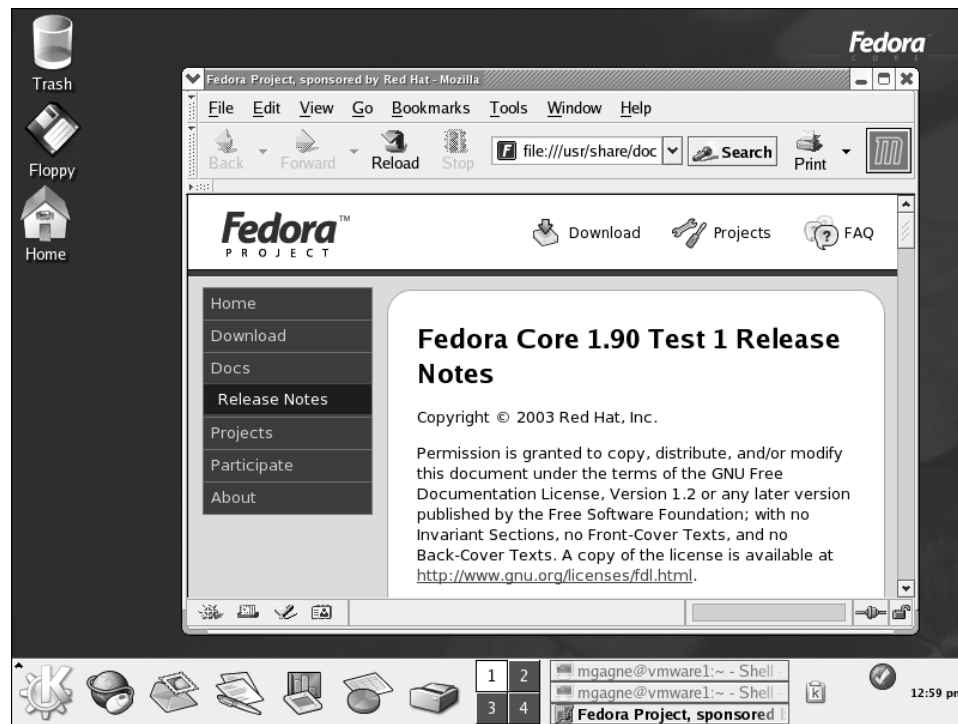 Fedora
CORE
Trash
Floppy
Home
Fedora Project, sponsored by Red Hat - Mozilla
File Edit View Go Bookmarks Tools Window Help
Back Forward Reload Stop file:///usr/share/doc Search Print
Fedora™
PROJECT
Download Projects FAQ
Home
Download
Docs
Release Notes
Projects
Participate
About
Fedora Core 1.90 Test 1 Release
Notes
Copyright © 2003 Red Hat, Inc.
Permission is granted to copy, distribute, and/or modify
this document under the terms of the GNU Free
Documentation License, Version 1.2 or any later version
published by the Free Software Foundation; with no
Invariant Sections, no Front-Cover Texts, and no
Back-Cover Texts. A copy of the license is available at
http://www.gnu.org/licenses/fdl.html.
1 2
3 4
mgagne@vmware1:~ - Shell -
mgagne@vmware1:~ - Shell -
Fedora Project, sponsored
12:59 pm